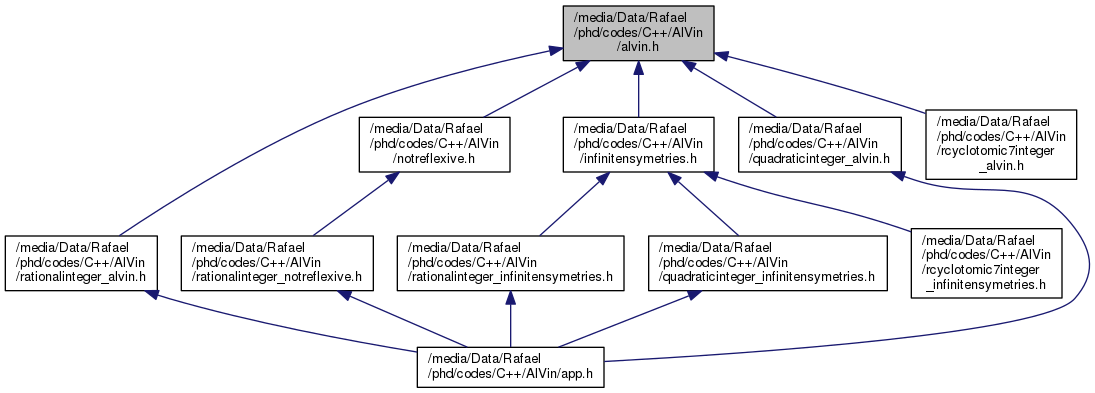 /media/Data/Rafael
/phd/codes/C++/AlVin
/alvin.h
/media/Data/Rafael
/phd/codes/C++/AlVin
/notreflexive.h
/media/Data/Rafael
/phd/codes/C++/AlVin
/infinitensymetries.h
/media/Data/Rafael
/phd/codes/C++/AlVin
/quadraticinteger_alvin.h
/media/Data/Rafael
/phd/codes/C++/AlVin
/rcyclotomic7integer
_alvin.h
/media/Data/Rafael
/phd/codes/C++/AlVin
/rationalinteger_alvin.h
/media/Data/Rafael
/phd/codes/C++/AlVin
/rationalinteger_notreflexive.h
/media/Data/Rafael
/phd/codes/C++/AlVin
/rationalinteger_infinitensymetries.h
/media/Data/Rafael
/phd/codes/C++/AlVin
/quadraticinteger_infinitensymetries.h
/media/Data/Rafael
/phd/codes/C++/AlVin
/rcyclotomic7integer
_infinitensymetries.h
/media/Data/Rafael
/phd/codes/C++/AlVin/app.h